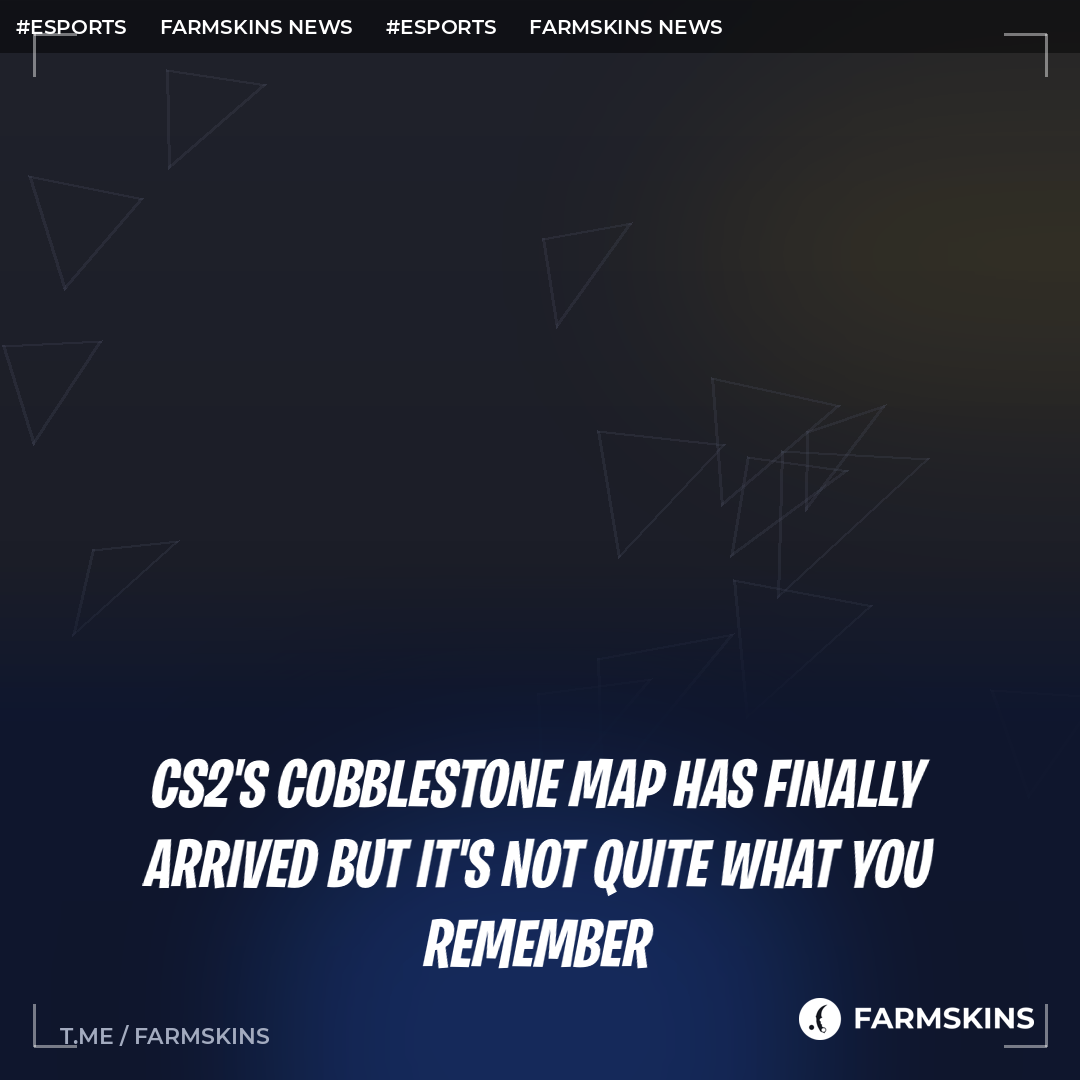 #ESPORTS FARMSKINS NEWS #ESPORTS FARMSKINS NEWS
CS2'S COBBLESTONE MAP HAS FINALLY
ARRIVED BUT IT'S NOT QUITE WHAT YOU
REMEMBER
T.ME / FARMSKINS
FARMSKINS